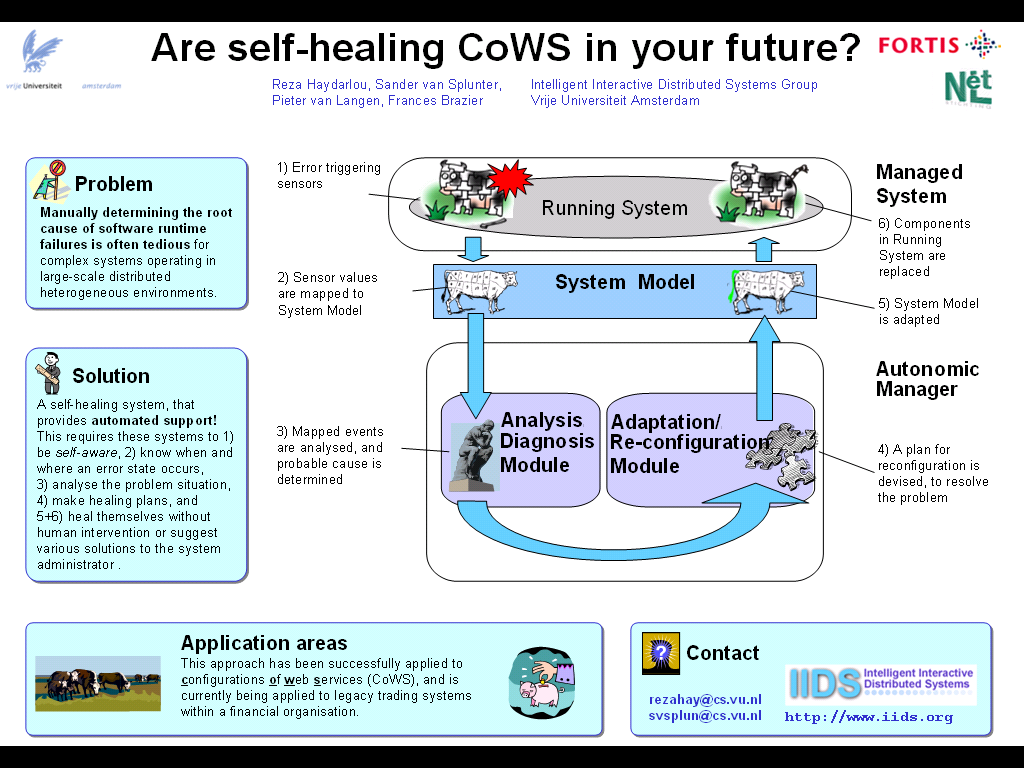 Are self-healing CoWS in your future?
vrije Universiteit amsterdam
FORTIS
Reza Haydarlou, Sander van Splunter,
Pieter van Langen, Frances Brazier
Intelligent Interactive Distributed Systems Group
Vrije Universiteit Amsterdam
NLnet
Problem
Manually determining the root
cause of software runtime
failures is often tedious for
complex systems operating in
large-scale distributed
heterogeneous environments.
Solution
A self-healing system, that
provides automated support!
This requires these systems to 1)
be self-aware, 2) know when and
where an error state occurs,
3) analyse the problem situation,
4) make healing plans, and
5+6) heal themselves without
human intervention or suggest
various solutions to the system
administrator .
1) Error triggering
sensors
Running System
Managed
System
6) Components
in Running
System are
replaced
2) Sensor values
are mapped to
System Model
System Model
5) System Model
is adapted
Autonomic
Manager
3) Mapped events
are analysed, and
probable cause is
determined
Analysis
Diagnosis
Module
Adaptation/
Re-configuration
Module
4) A plan for
reconfiguration is
devised, to resolve
the problem
Application areas
This approach has been successfully applied to
configurations of web services (CoWS), and is
currently being applied to legacy trading systems
within a financial organisation.
?
Contact
rezahay@cs.vu.nl
svsplun@cs.vu.nl
IIDS Intelligent Interactive
Distributed Systems
http://www.iids.org